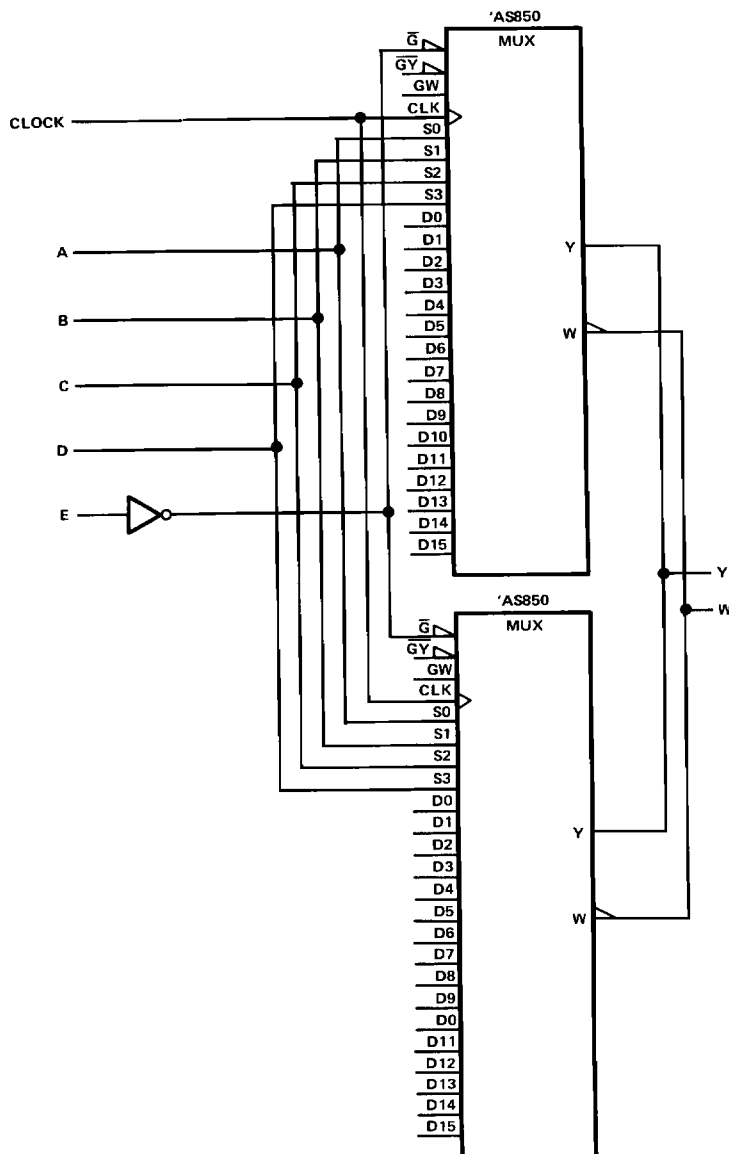 'AS850
MUX
G̅
G̅Y̅
GW
CLOCK
CLK
S0
S1
S2
S3
D0
A
D1
Y
D2
D3
B
D4
D5
W
D6
C
D7
D8
D9
D
D10
D11
D12
E
D13
D14
D15
Y
'AS850
W
MUX
G̅
G̅Y̅
GW
CLK
S0
S1
S2
S3
D0
D1
Y
D2
D3
D4
D5
W
D6
D7
D8
D9
D0
D11
D12
D13
D14
D15